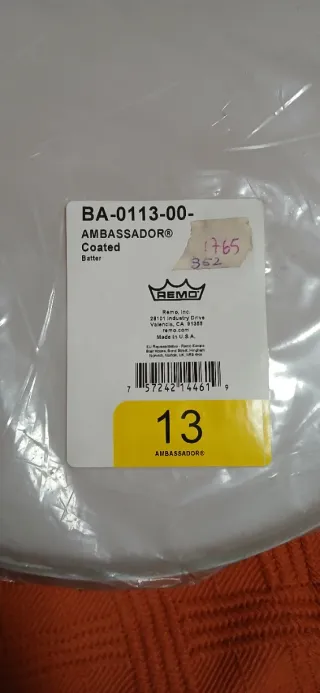 BA-0113-00-
AMBASSADOR®
Coated
Batter
1765
352
REMO
Remo, Inc.
28101 Industry Drive
Valencia, CA 91355
remo.com
Made in U.S.A.
7 57242 14461 9
13
AMBASSADOR®